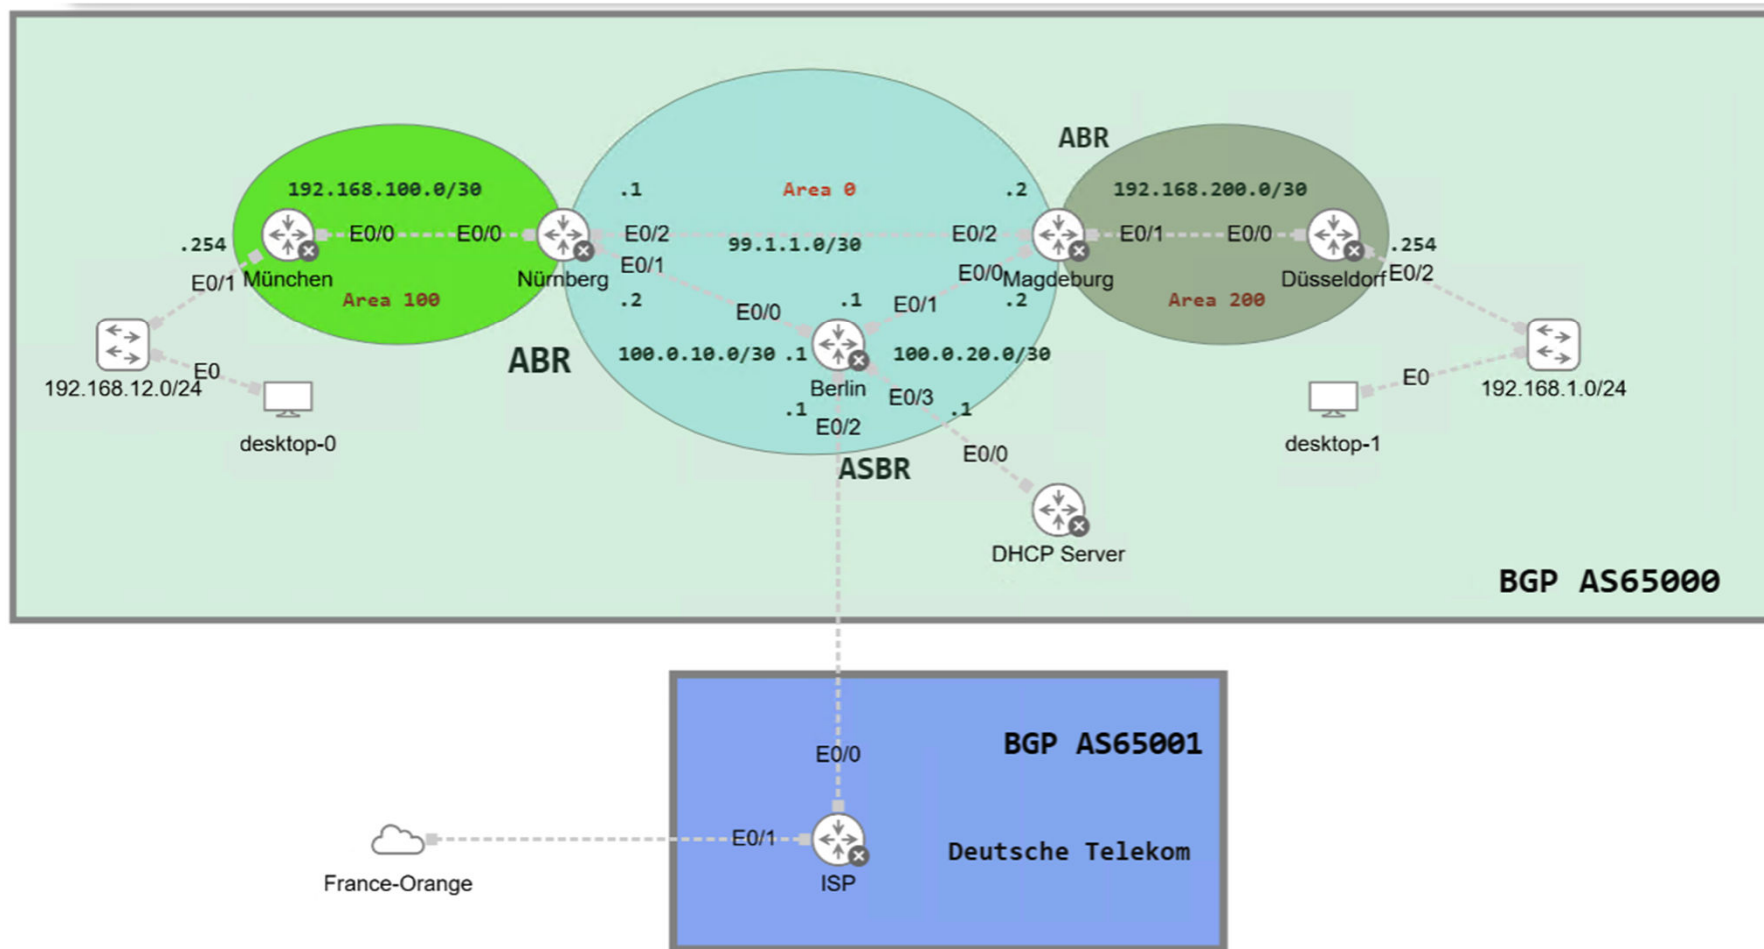 ABR
192.168.100.0/30
.1
Area 0
.2
192.168.200.0/30
.254
E0/0
E0/0
E0/2
99.1.1.0/30
E0/2
E0/1
E0/0
.254
E0/1
München
Nürnberg
E0/1
E0/0
Magdeburg
Düsseldorf
E0/2
Area 100
.2
E0/0
.1
E0/1
.2
Area 200
ABR
100.0.10.0/30
.1
100.0.20.0/30
192.168.12.0/24
E0
Berlin
E0/3
E0
192.168.1.0/24
.1
.1
E0/2
desktop-0
desktop-1
ASBR
E0/0
DHCP Server
BGP AS65000
BGP AS65001
E0/0
E0/1
Deutsche Telekom
France-Orange
ISP